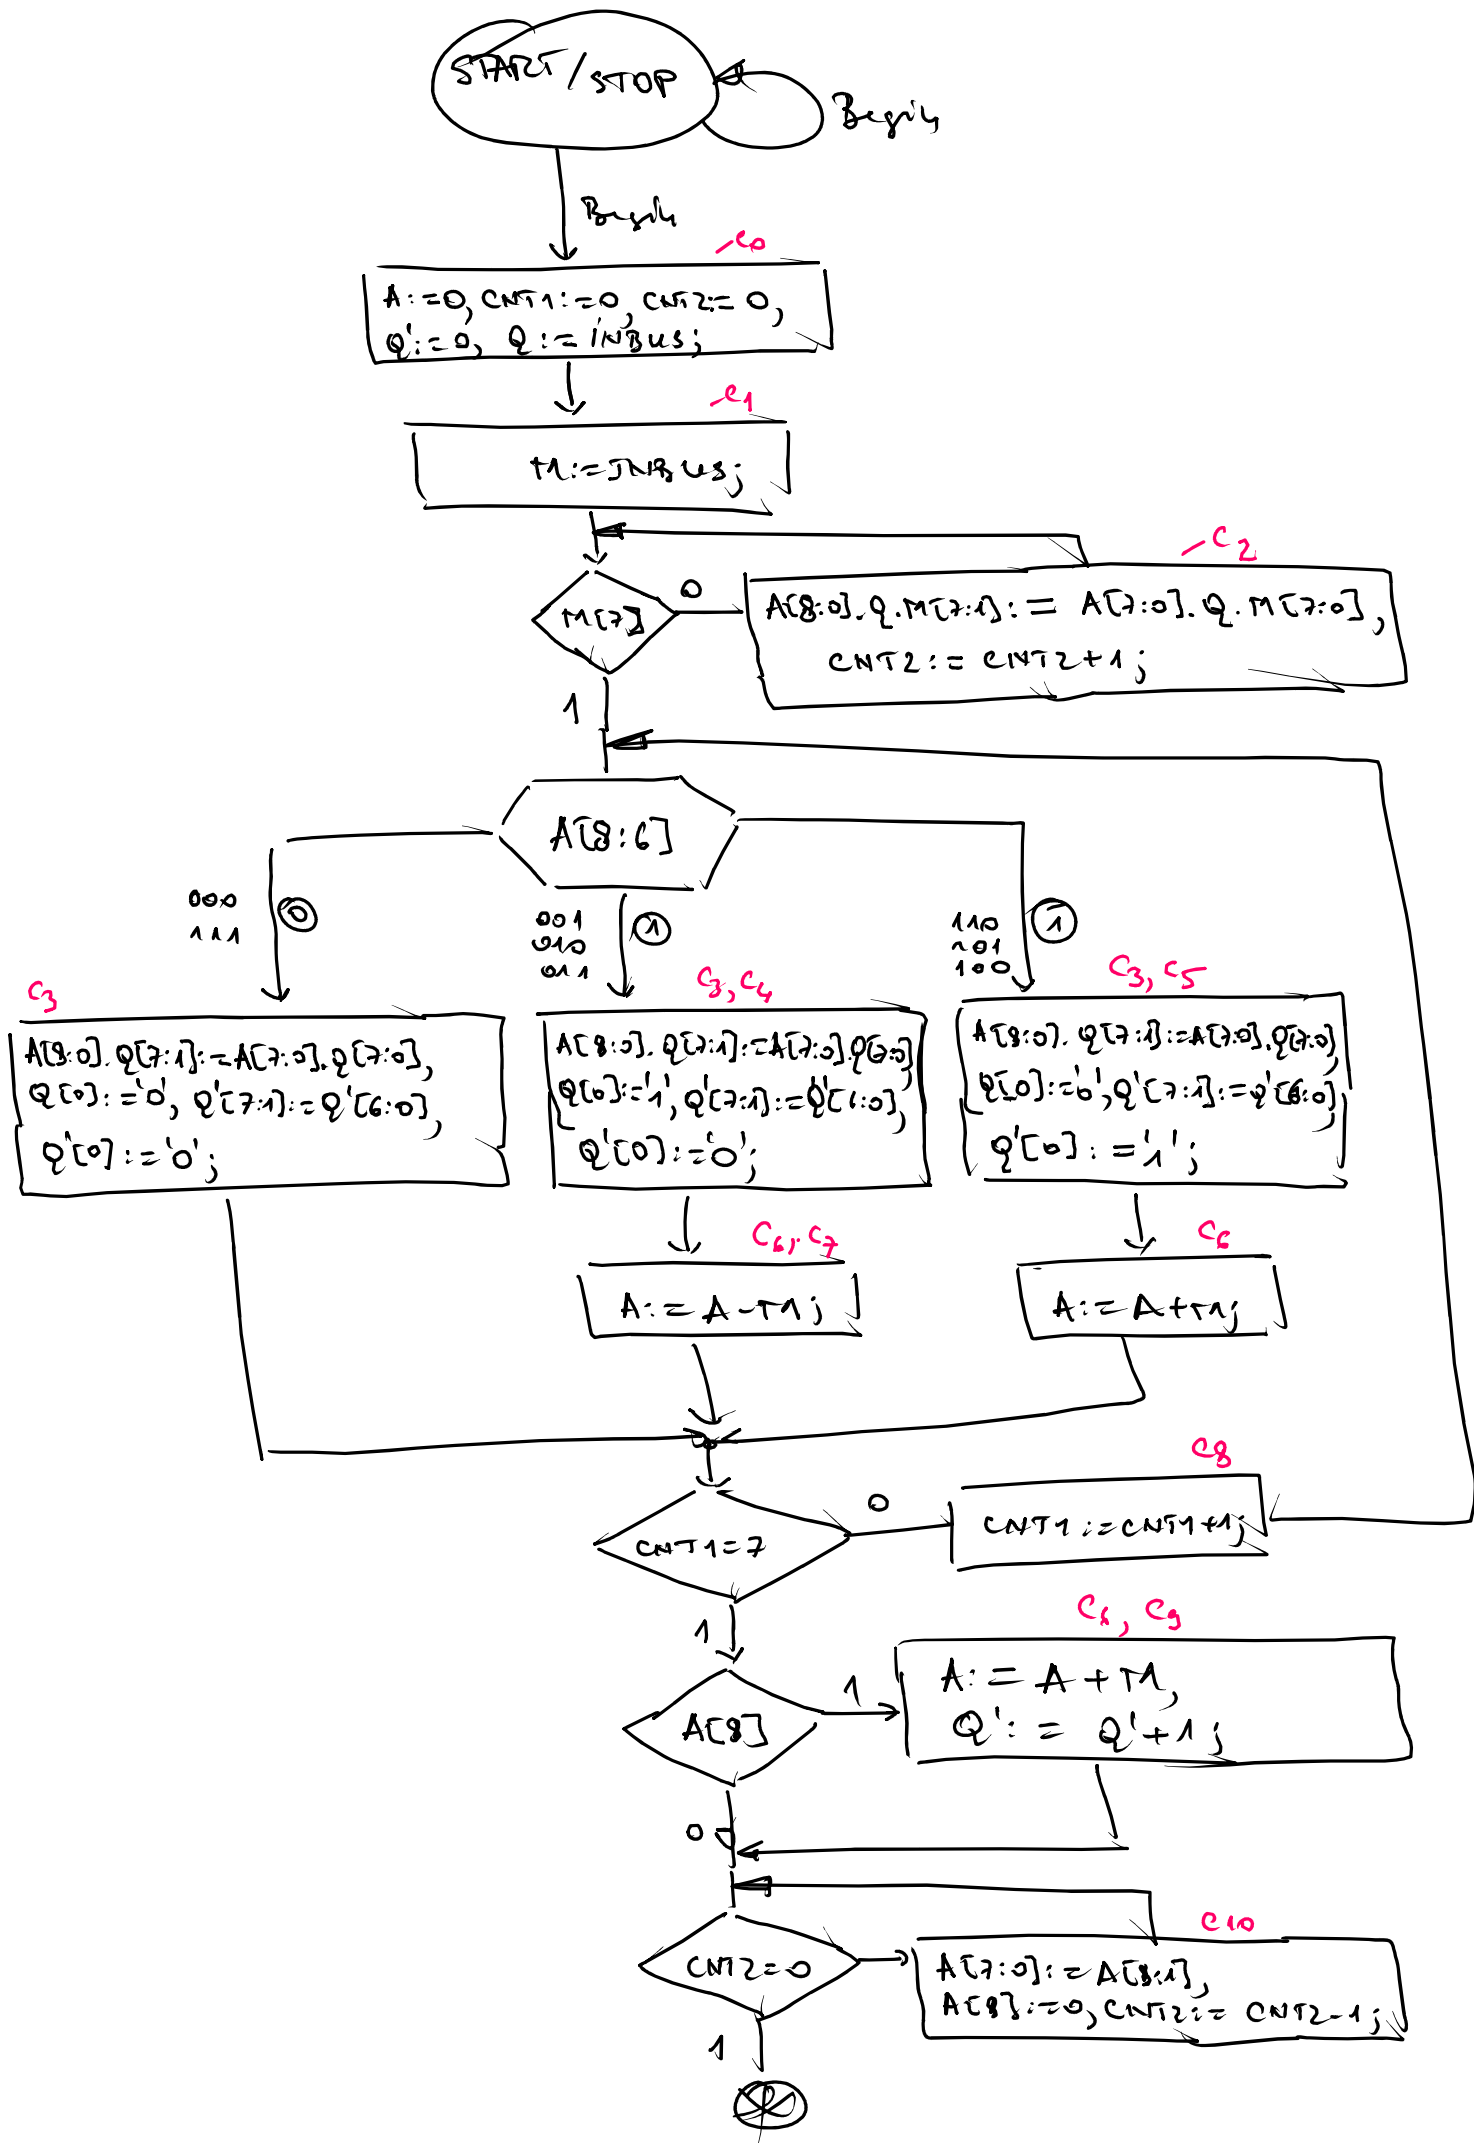 START/STOP
Begin
Begin
c0
A:=0, CNT1:=0, CNT2:=0,
Q':=0, Q:=INBUS;
c1
M:=INBUS;
c2
M[7]
0
A[8:0].Q.M[7:1]:= A[7:0].Q.M[7:0],
CNT2:= CNT2+1;
1
A[8:6]
000
111
0
001
010
011
1
110
101
100
1̄
c3
A[8:0].Q[7:1]:=A[7:0].Q[7:0],
Q[0]:='0', Q'[7:1]:=Q'[6:0],
Q'[0]:='0';
c3, c4
A[8:0].Q[7:1]:=A[7:0].Q[7:0]
Q[0]:='1', Q'[7:1]:=Q'[6:0],
Q'[0]:='0';
c3, c5
A[8:0].Q[7:1]:=A[7:0].Q[7:0]
Q[0]:='0', Q'[7:1]:=Q'[6:0],
Q'[0]:='1';
c6, c7
A:=A-M;
c6
A:=A+M;
c8
CNT1=7
0
CNT1:=CNT1+1;
1
c6, c9
A[8]
1
A:=A+M,
Q':= Q'+1;
0
c10
CNT2=0
A[7:0]:=A[8:1],
A[8]:=0, CNT2:= CNT2-1;
1